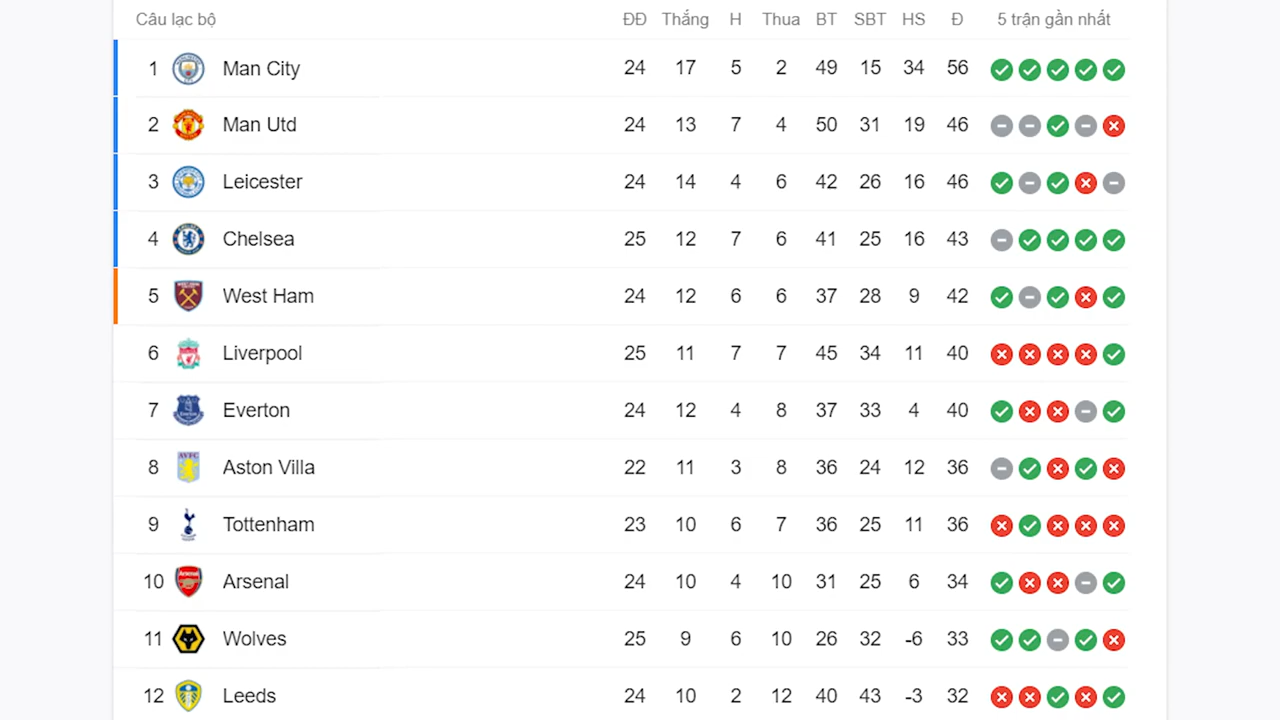 Câu lạc bộ ĐĐ Thắng H Thua BT SBT HS Đ 5 trận gần nhất
1 Man City 24 17 5 2 49 15 34 56
2 Man Utd 24 13 7 4 50 31 19 46
3 Leicester 24 14 4 6 42 26 16 46
4 Chelsea 25 12 7 6 41 25 16 43
5 West Ham 24 12 6 6 37 28 9 42
6 Liverpool 25 11 7 7 45 34 11 40
7 Everton 24 12 4 8 37 33 4 40
8 Aston Villa 22 11 3 8 36 24 12 36
9 Tottenham 23 10 6 7 36 25 11 36
10 Arsenal 24 10 4 10 31 25 6 34
11 Wolves 25 9 6 10 26 32 -6 33
12 Leeds 24 10 2 12 40 43 -3 32